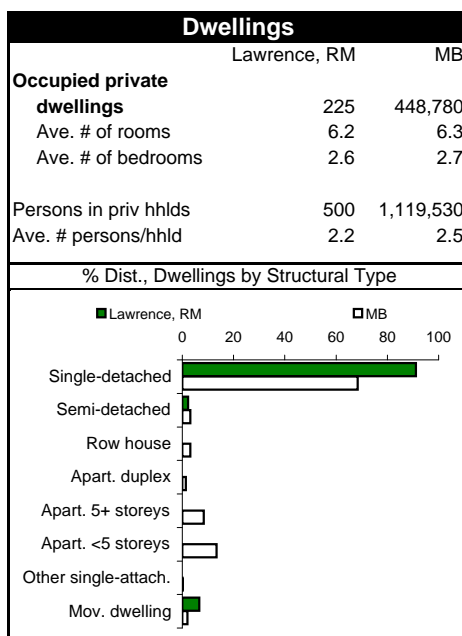 Dwellings
Lawrence, RM MB
Occupied private
dwellings 225 448,780
Ave. # of rooms 6.2 6.3
Ave. # of bedrooms 2.6 2.7
Persons in priv hhlds 500 1,119,530
Ave. # persons/hhld 2.2 2.5
% Dist., Dwellings by Structural Type
Lawrence, RM MB
0 20 40 60 80 100
Single-detached
Semi-detached
Row house
Apart. duplex
Apart. 5+ storeys
Apart. <5 storeys
Other single-attach.
Mov. dwelling